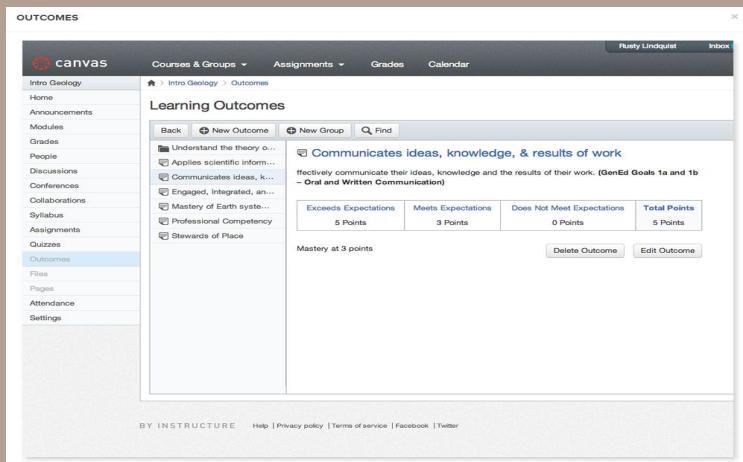 OUTCOMES
×
Rusty Lindquist Inbox
canvas
Courses & Groups Assignments Grades Calendar
Intro Geology
Home
Announcements
Modules
Grades
People
Discussions
Conferences
Collaborations
Syllabus
Assignments
Quizzes
Outcomes
Files
Pages
Attendance
Settings
> Intro Geology > Outcomes
Learning Outcomes
Back New Outcome New Group Find
Understand the theory o...
Applies scientific inform...
Communicates ideas, k...
Engaged, Integrated, an...
Mastery of Earth syste...
Professional Competency
Stewards of Place
Communicates ideas, knowledge, & results of work
ffectively communicate their ideas, knowledge and the results of their work. (GenEd Goals 1a and 1b
– Oral and Written Communication)
Exceeds Expectations Meets Expectations Does Not Meet Expectations Total Points
5 Points 3 Points 0 Points 5 Points
Mastery at 3 points
Delete Outcome Edit Outcome
BY INSTRUCTURE Help | Privacy policy | Terms of service | Facebook | Twitter